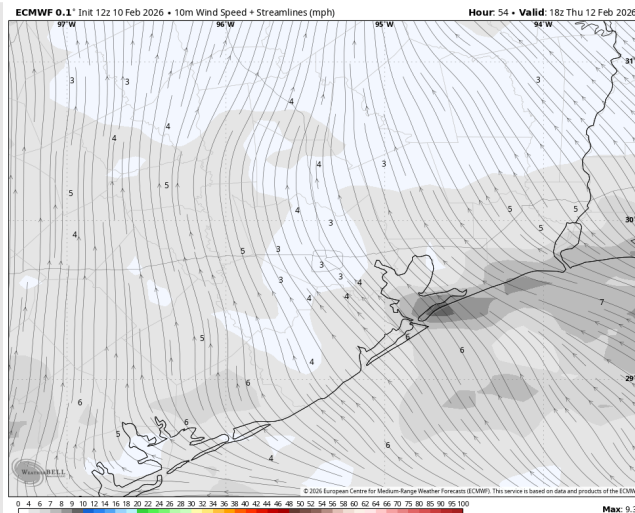 ECMWF 0.1° Init 12z 10 Feb 2026 • 10m Wind Speed + Streamlines (mph)
Hour: 54 • Valid: 18z Thu 12 Feb 2026
97°W 96°W 95°W 94°W
31°
3 3 3
4
4
4
4 3
5 5
4 5 5
3 5
4 30°
5 3
3
3 3 4
4 4 7
5 6
6
4 29°
6
6
6
5
6
4
WeatherBELL
© 2026 European Centre for Medium-Range Weather Forecasts (ECMWF). This service is based on data and products of the ECMW
0 4 6 7 8 9 10 12 14 16 18 20 22 24 26 28 30 32 34 36 38 40 42 44 46 48 50 52 54 56 58 60 62 64 66 68 70 75 80 85 90 95 100
Max: 9.